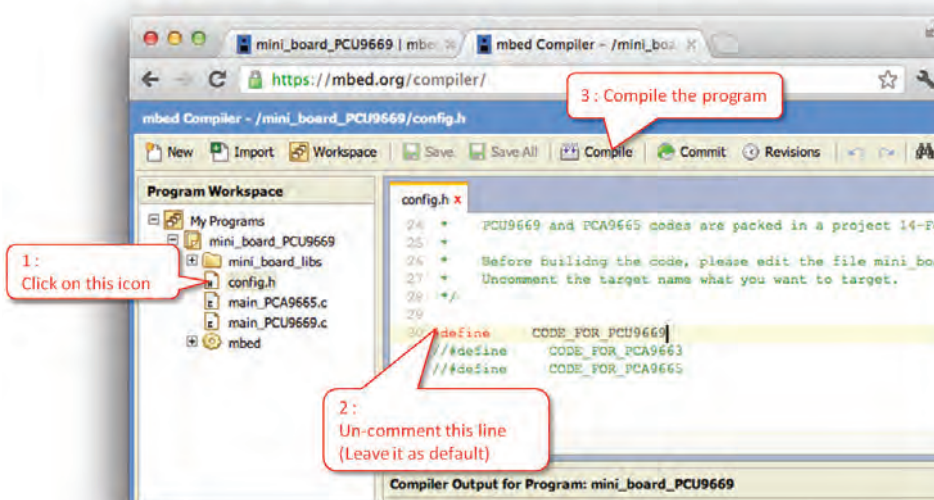 mini_board_PCU9669 | mbe
mbed Compiler - /mini_boa
https://mbed.org/compiler/
3 : Compile the program
mbed Compiler - /mini_board_PCU9669/config.h
New Import Workspace Save Save All Compile Commit Revisions
Program Workspace
config.h x
My Programs
mini_board_PCU9669
mini_board_libs
config.h
main_PCA9665.c
main_PCU9669.c
mbed
1 :
Click on this icon
24 * PCU9669 and PCA9665 codes are packed in a project 14-F
25 *
26 * Before builidng the code, please edit the file mini_bo
27 * Uncomment the target name what you want to target.
28 */
29
30 #define CODE_FOR_PCU9669
//#define CODE_FOR_PCA9663
//#define CODE_FOR_PCA9665
2 :
Un-comment this line
(Leave it as default)
Compiler Output for Program: mini_board_PCU9669